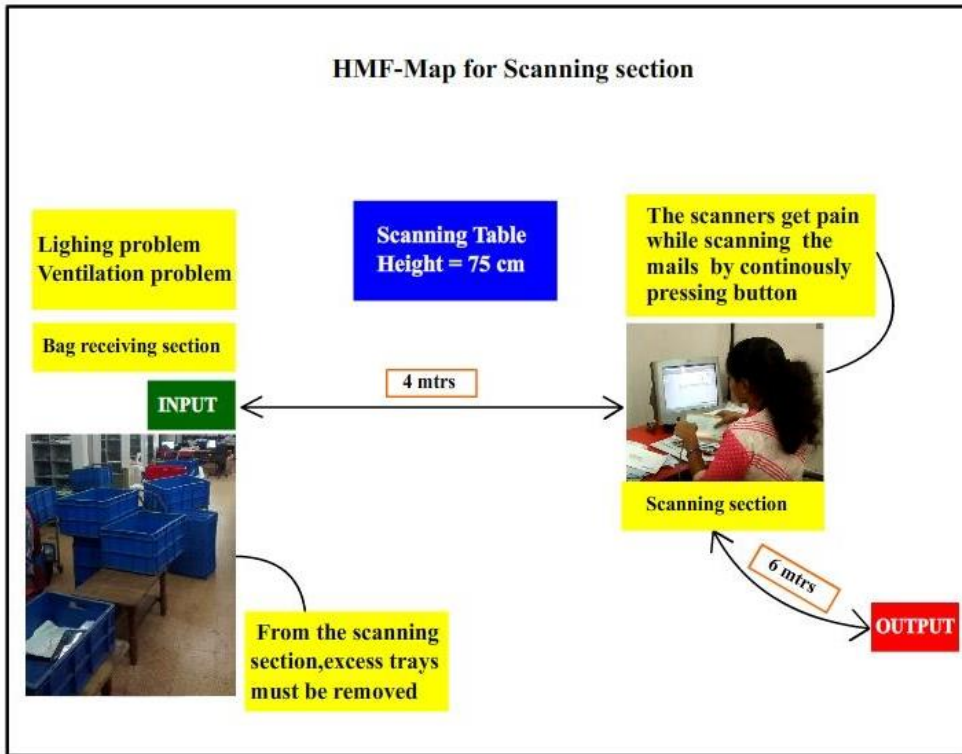 HMF-Map for Scanning section
Lighing problem
Ventilation problem
Bag receiving section
INPUT
Scanning Table
Height = 75 cm
4 mtrs
The scanners get pain
while scanning the
mails by continously
pressing button
Scanning section
6 mtrs
OUTPUT
From the scanning
section,excess trays
must be removed